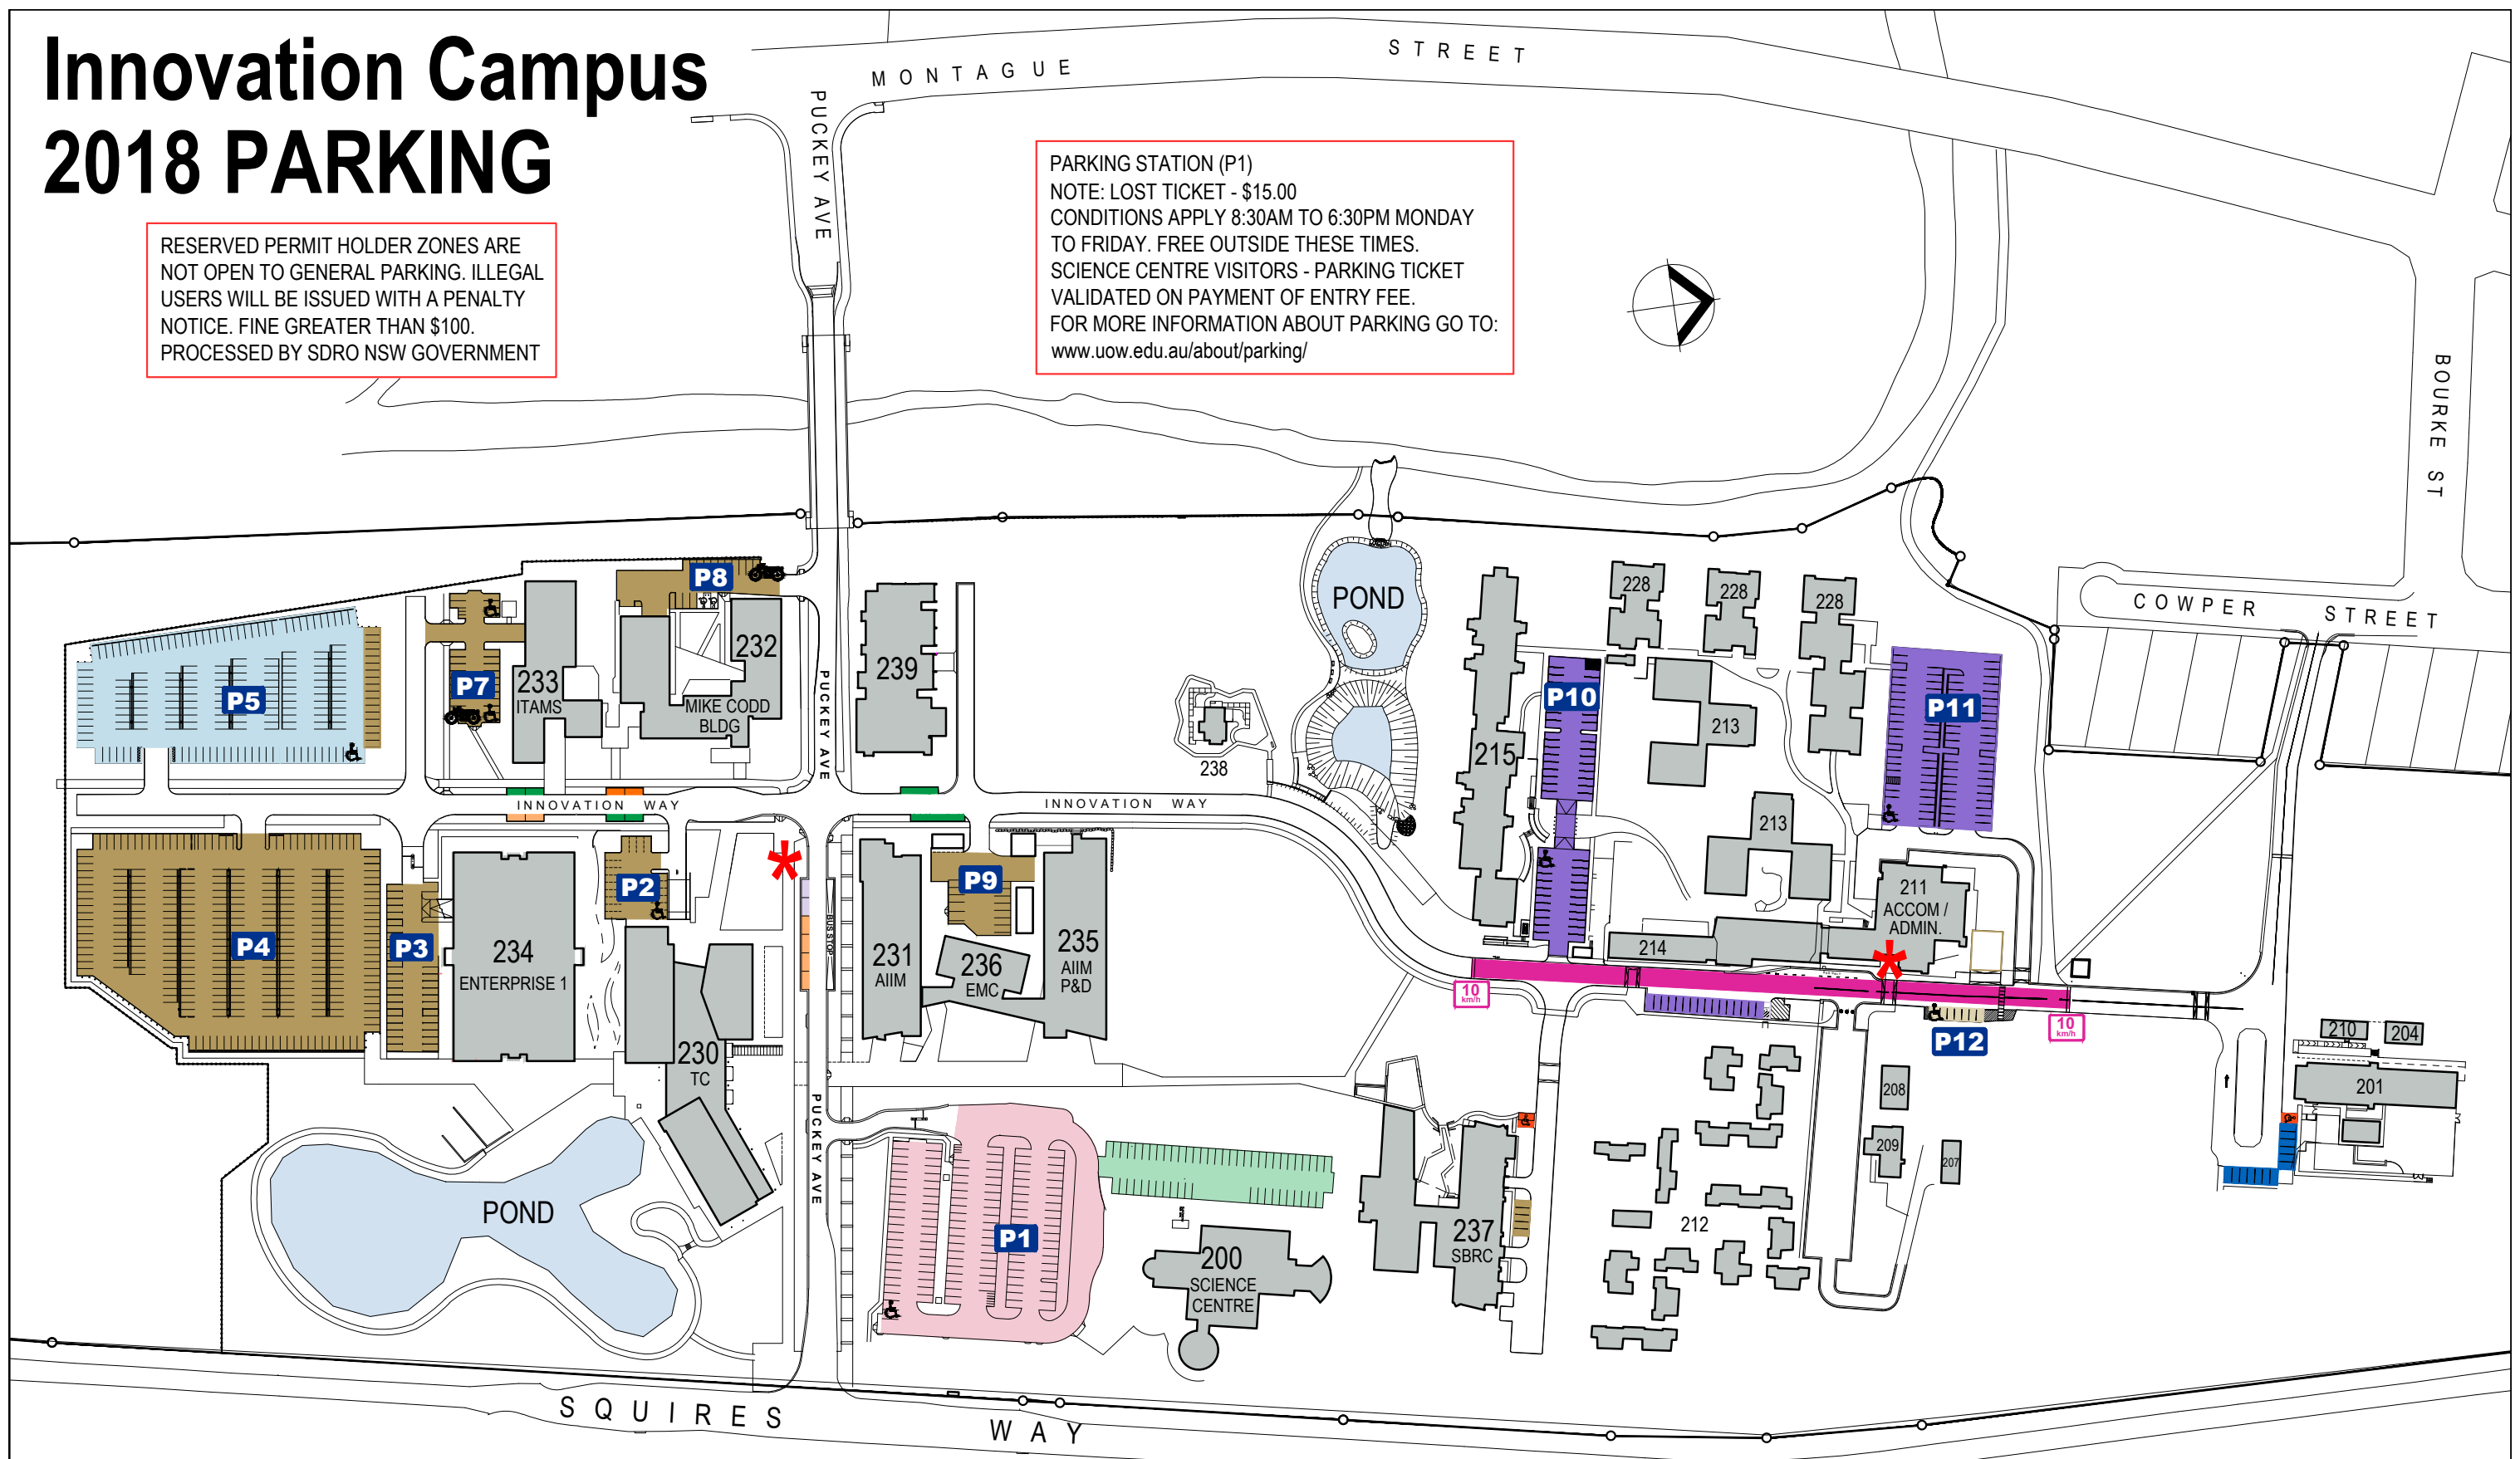 Innovation Campus
2018 PARKING
RESERVED PERMIT HOLDER ZONES ARE
NOT OPEN TO GENERAL PARKING. ILLEGAL
USERS WILL BE ISSUED WITH A PENALTY
NOTICE. FINE GREATER THAN $100.
PROCESSED BY SDRO NSW GOVERNMENT
MONTAGUE STREET
PUCKEY AVE
PARKING STATION (P1)
NOTE: LOST TICKET - $15.00
CONDITIONS APPLY 8:30AM TO 6:30PM MONDAY
TO FRIDAY. FREE OUTSIDE THESE TIMES.
SCIENCE CENTRE VISITORS - PARKING TICKET
VALIDATED ON PAYMENT OF ENTRY FEE.
FOR MORE INFORMATION ABOUT PARKING GO TO:
www.uow.edu.au/about/parking/
BOURKE ST
COWPER STREET
P8
POND
228
228
228
232
MIKE CODD
BLDG
239
P5
P7
233
ITAMS
PUCKEY AVE
238
215
P10
213
P11
INNOVATION WAY
INNOVATION WAY
213
P2
P9
P4
P3
234
ENTERPRISE 1
BUS STOP
231
AIIM
236
EMC
235
AIIM
P&D
214
211
ACCOM /
ADMIN.
10
km/h
10
km/h
P12
230
TC
210
204
201
208
209
207
PUCKEY AVE
POND
P1
200
SCIENCE
CENTRE
237
SBRC
212
SQUIRES WAY